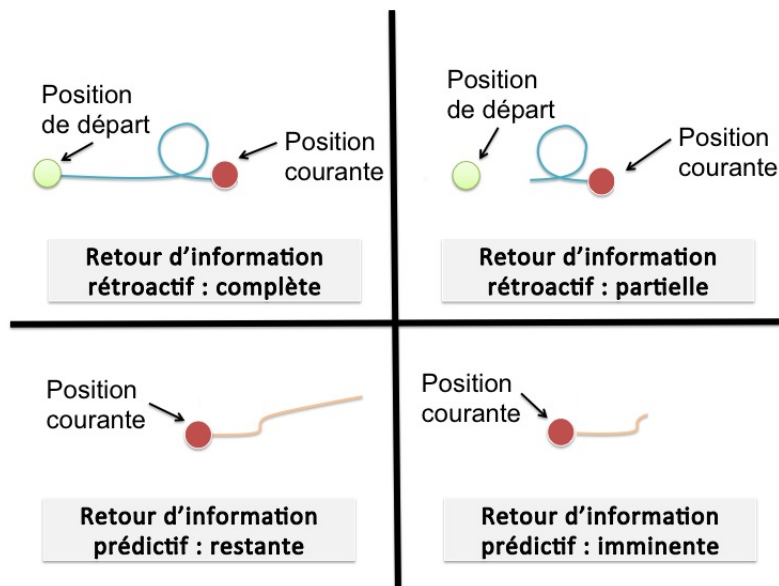 Position
de départ
Position
courante
Retour d'information
rétroactif : complète
Position
de départ
Position
courante
Retour d'information
rétroactif : partielle
Position
courante
Retour d'information
prédictif : restante
Position
courante
Retour d'information
prédictif : imminente